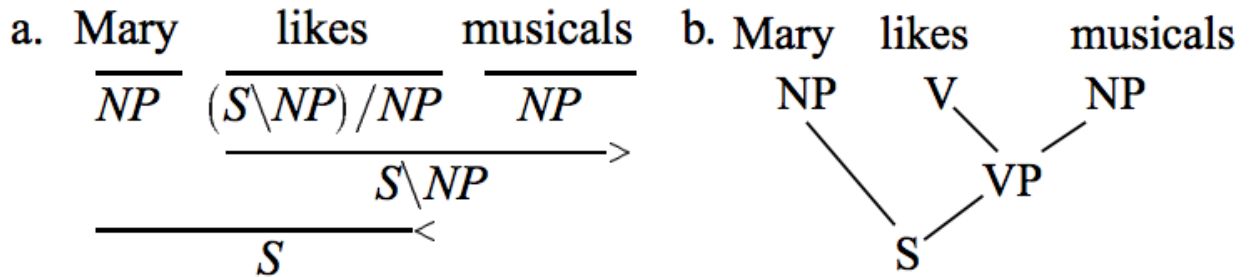 a. Mary likes musicals b. Mary likes musicals
NP (S\NP)/NP NP NP V NP
>
S\NP VP
<
S S